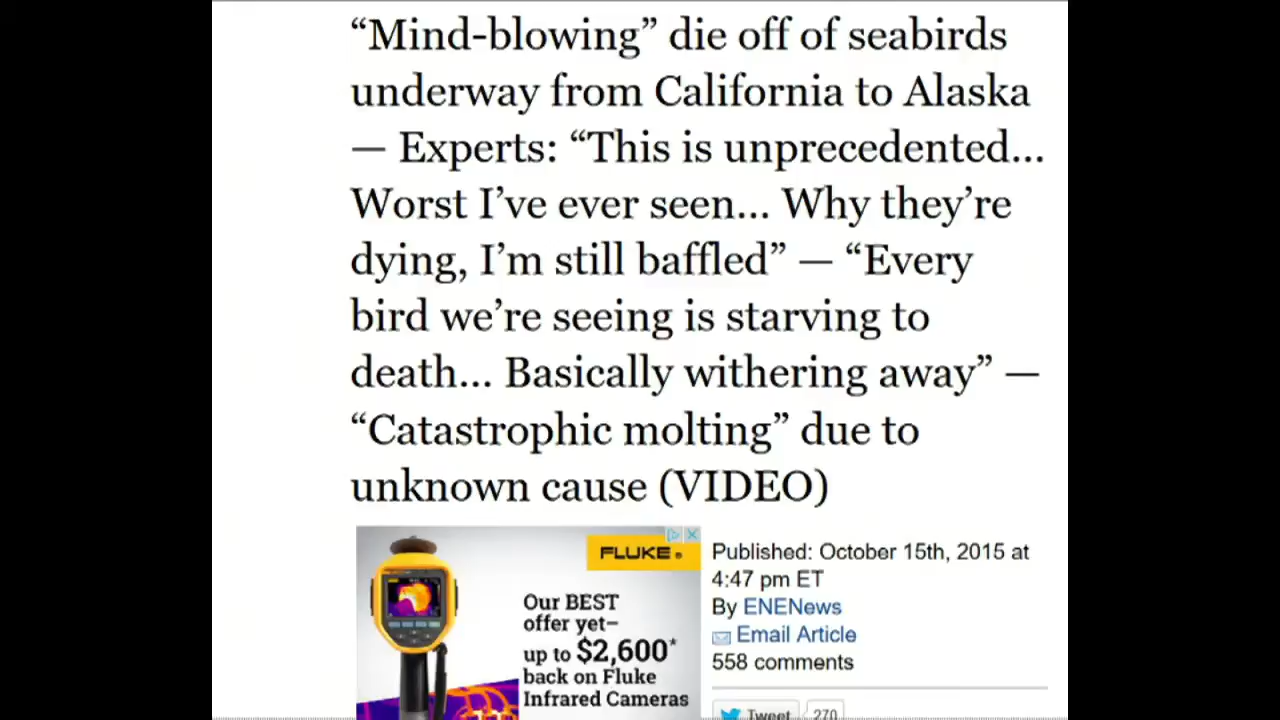 “Mind-blowing” die off of seabirds
underway from California to Alaska
— Experts: “This is unprecedented...
Worst I’ve ever seen... Why they’re
dying, I’m still baffled” — “Every
bird we’re seeing is starving to
death... Basically withering away” —
“Catastrophic molting” due to
unknown cause (VIDEO)
FLUKE®
Our BEST
offer yet–
up to $2,600*
back on Fluke
Infrared Cameras
Published: October 15th, 2015 at
4:47 pm ET
By ENENews
Email Article
558 comments
Tweet 270